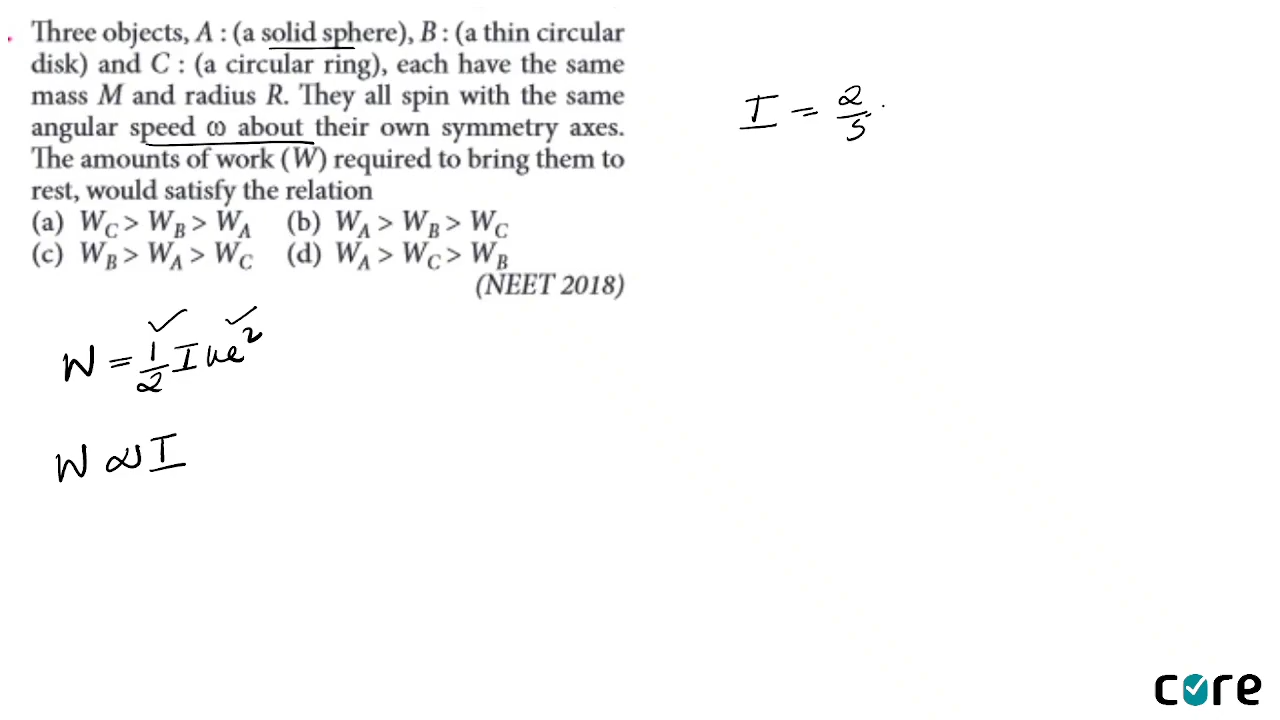 Three objects, A : (a solid sphere), B : (a thin circular
disk) and C : (a circular ring), each have the same
mass M and radius R. They all spin with the same
angular speed ω about their own symmetry axes.
The amounts of work (W) required to bring them to
rest, would satisfy the relation
(a) W_C > W_B > W_A (b) W_A > W_B > W_C
(c) W_B > W_A > W_C (d) W_A > W_C > W_B
(NEET 2018)
W = 1/2 I ω²
W ∝ I
I = 2/5
core